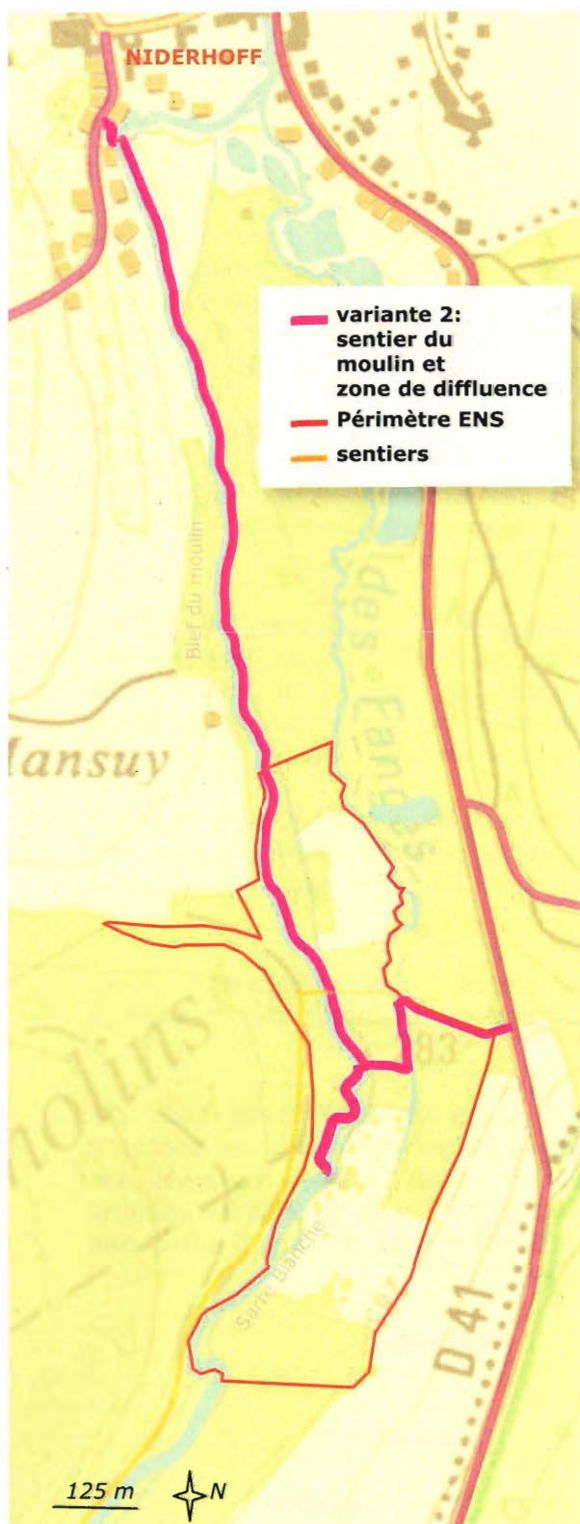 NIDERHOFF
variante 2:
sentier du
moulin et
zone de diffluence
Périmètre ENS
sentiers
Bief du moulin
des Fanges
Mansuy
molins
83
Sarre Blanche
D 41
125 m
N